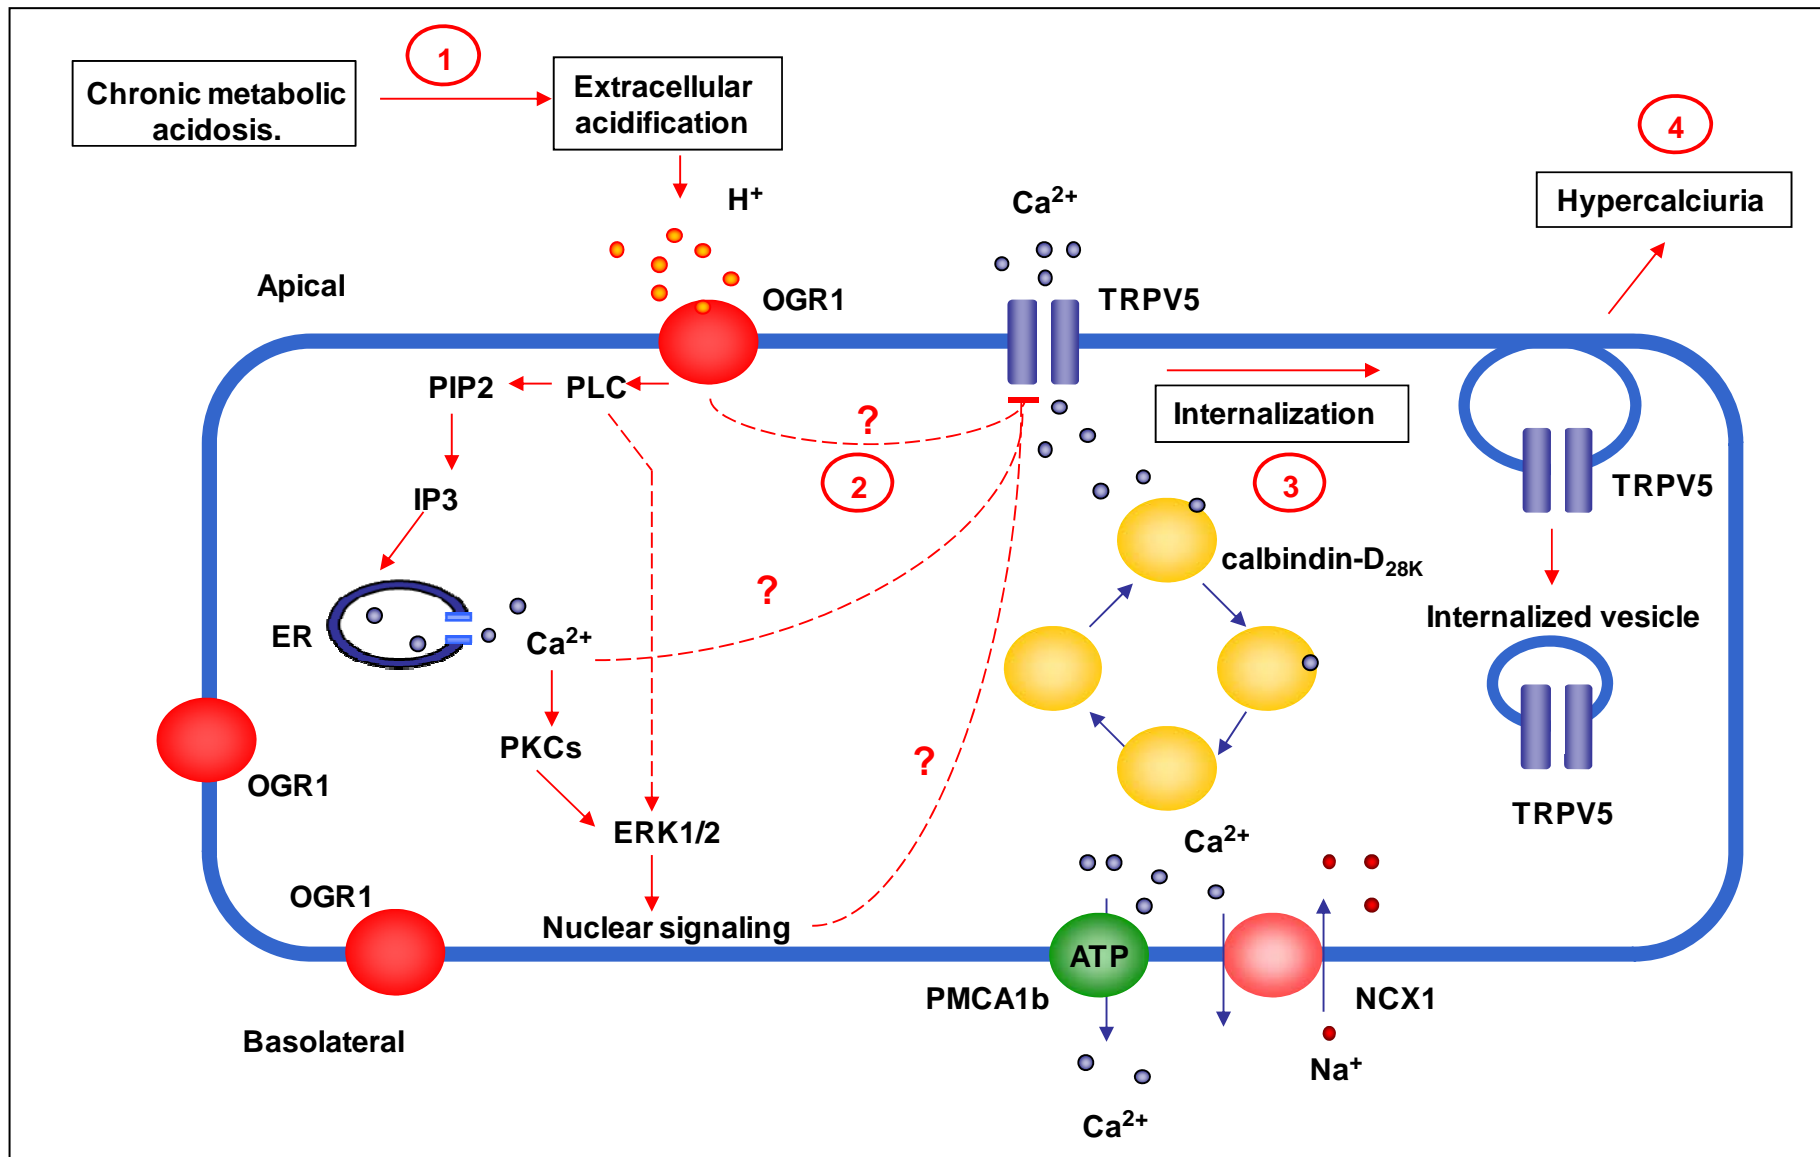 1
Chronic metabolic
acidosis.
Extracellular
acidification
4
Hypercalciuria
H⁺
Ca²⁺
Apical
OGR1
TRPV5
PIP2
PLC
?
Internalization
2
3
IP3
TRPV5
calbindin-D₂₈K
?
ER
Ca²⁺
Internalized vesicle
PKCs
?
OGR1
TRPV5
ERK1/2
Ca²⁺
OGR1
Nuclear signaling
ATP
PMCA1b
NCX1
Basolateral
Na⁺
Ca²⁺